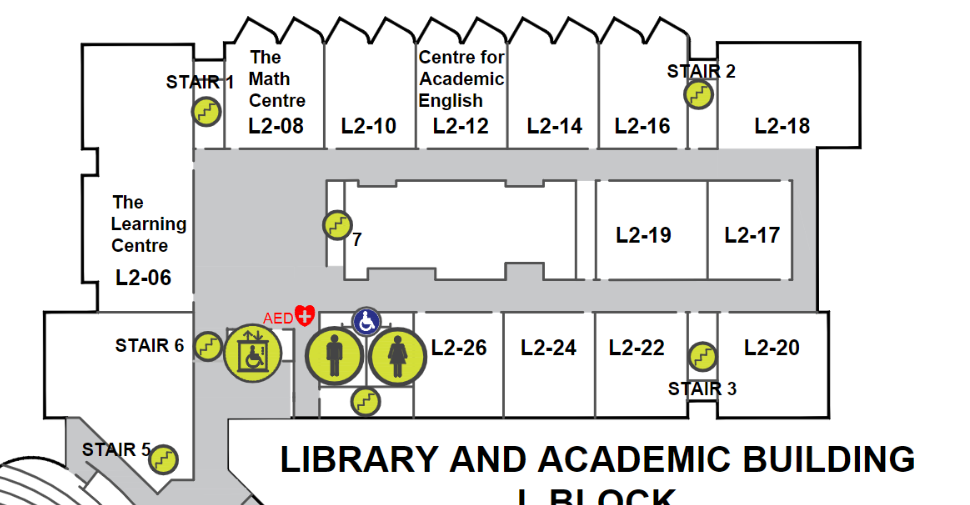 The
Math
Centre
L2-08
STAIR 1
L2-10
Centre for
Academic
English
L2-12
L2-14
L2-16
STAIR 2
L2-18
The
Learning
Centre
L2-06
7
L2-19
L2-17
AED
STAIR 6
L2-26
L2-24
L2-22
L2-20
STAIR 3
STAIR 5
LIBRARY AND ACADEMIC BUILDING
L BLOCK